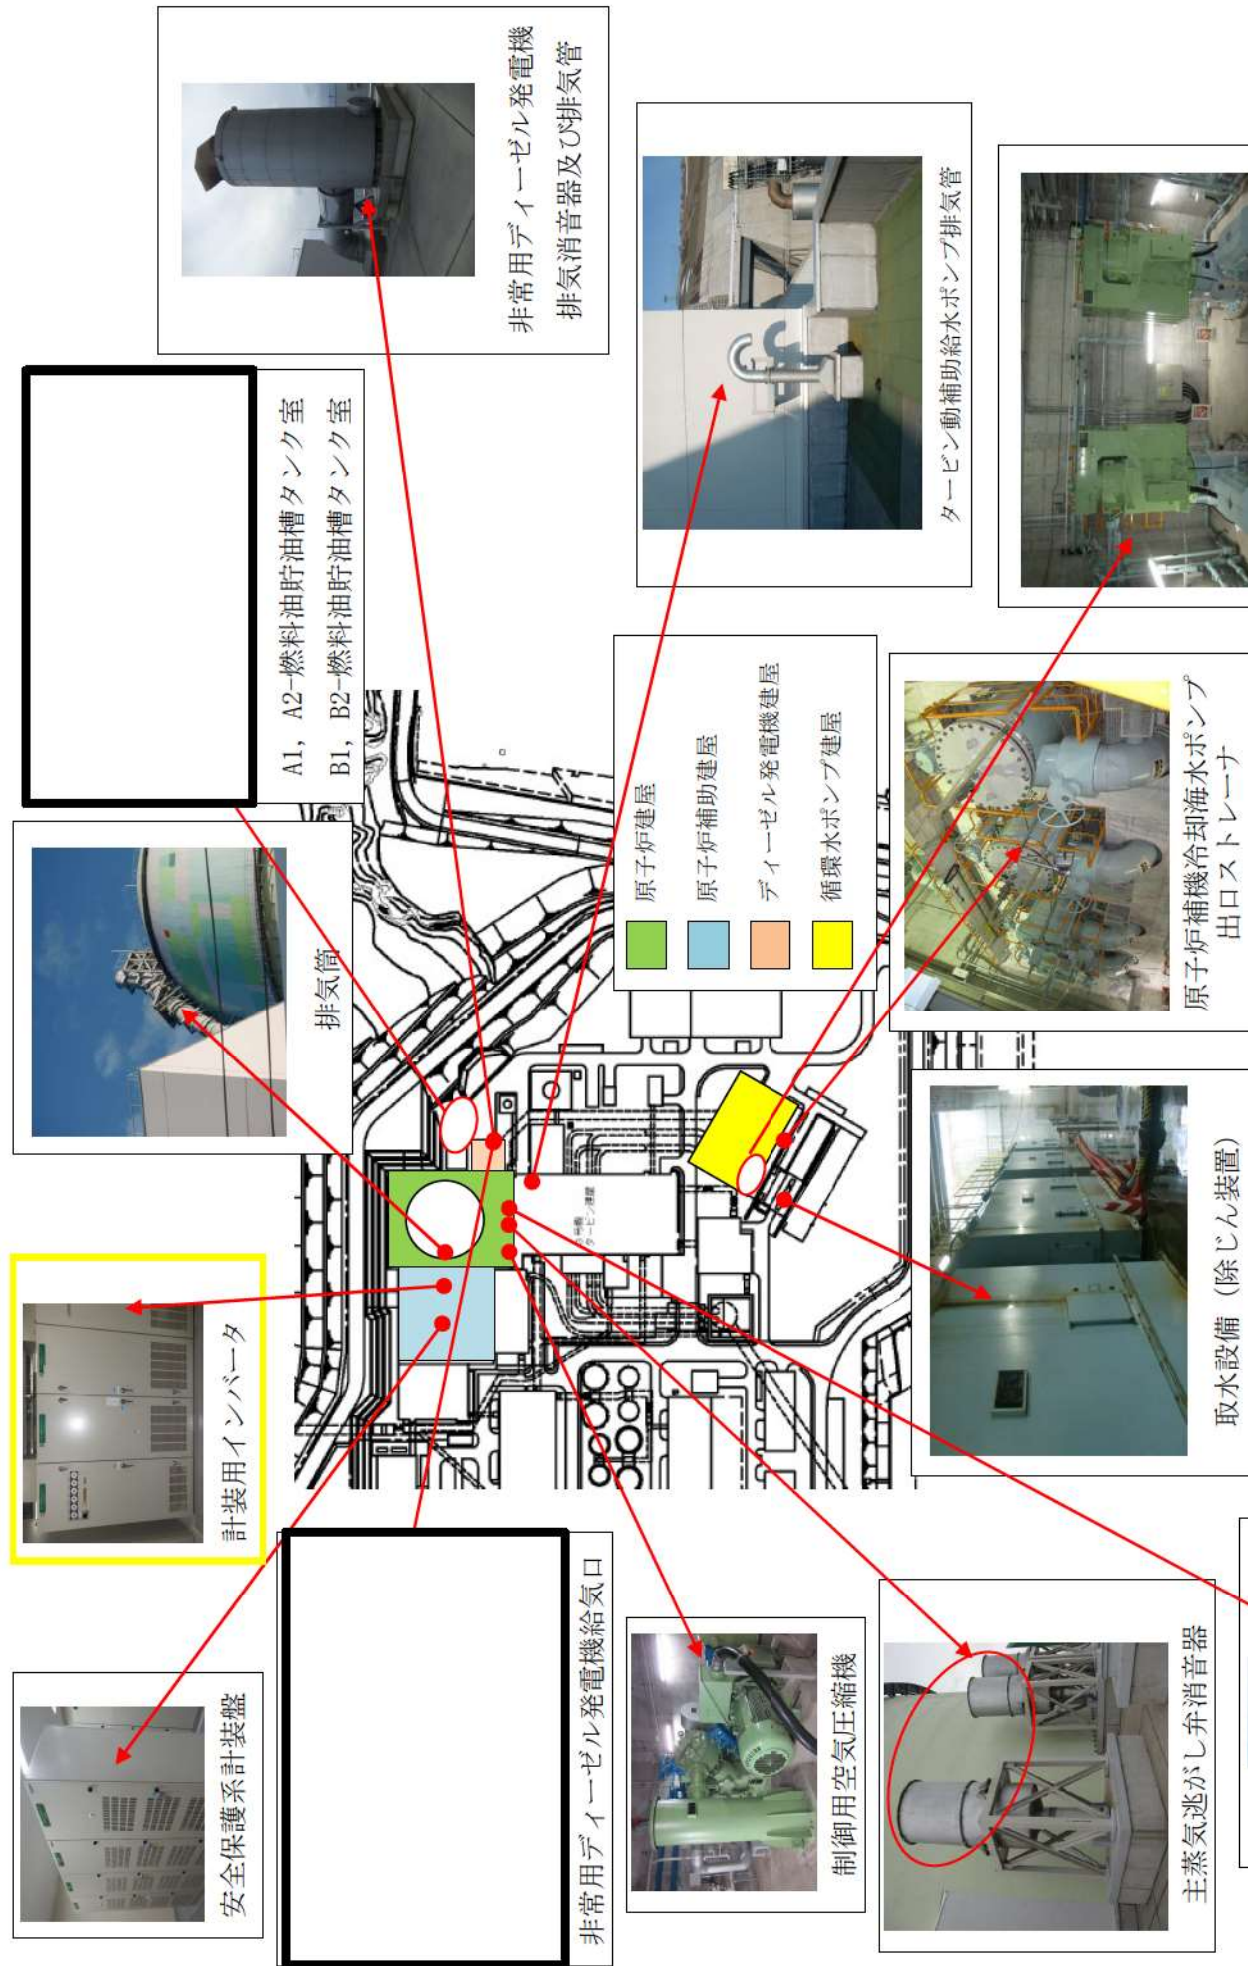 安全保護系計装盤
計装用インバータ
排気筒
A1, A2-燃料油貯油槽タンク室
B1, B2-燃料油貯油槽タンク室
非常用ディーゼル発電機
排気消音器及び排気管
非常用ディーゼル発電機給気口
タービン建屋
原子炉建屋
原子炉補助建屋
ディーゼル発電機建屋
循環水ポンプ建屋
タービン動補助給水ポンプ排気管
制御用空気圧縮機
主蒸気逃がし弁消音器
取水設備（除じん装置）
原子炉補機冷却海水ポンプ
出口ストレーナ